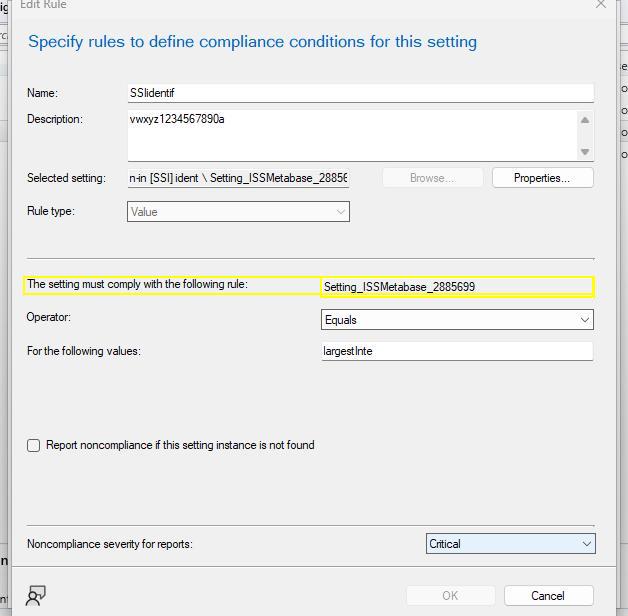 Edit Rule
Specify rules to define compliance conditions for this setting
Name: SSIidentif
Description: vwxyz1234567890a
Selected setting: n-in [SSI] ident \ Setting_ISSMetabase_28856 Browse... Properties...
Rule type: Value
The setting must comply with the following rule: Setting_ISSMetabase_2885699
Operator: Equals
For the following values: largestInte
Report noncompliance if this setting instance is not found
Noncompliance severity for reports: Critical
OK Cancel